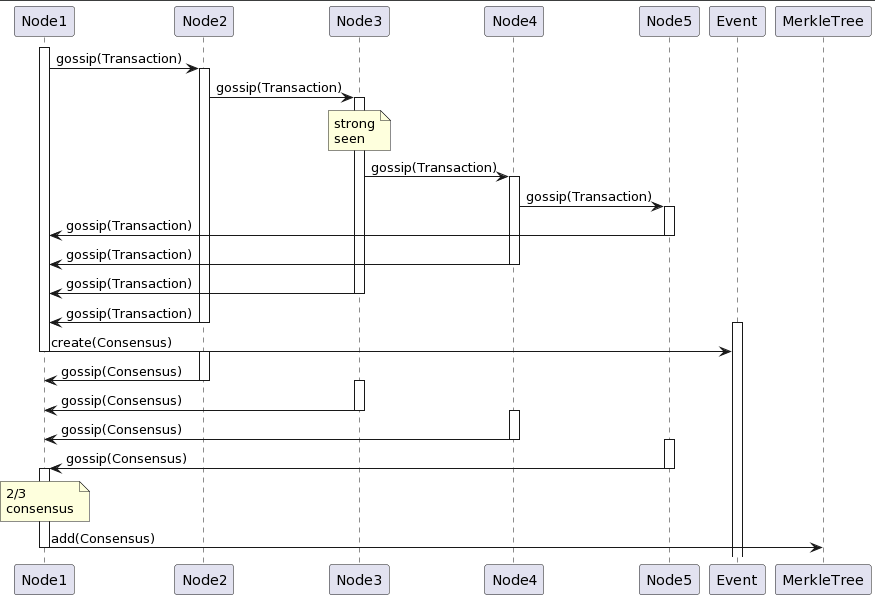 Node1 Node2 Node3 Node4 Node5 Event MerkleTree
gossip(Transaction)
gossip(Transaction)
strong
seen
gossip(Transaction)
gossip(Transaction)
gossip(Transaction)
gossip(Transaction)
gossip(Transaction)
gossip(Transaction)
create(Consensus)
gossip(Consensus)
gossip(Consensus)
gossip(Consensus)
gossip(Consensus)
2/3
consensus
add(Consensus)
Node1 Node2 Node3 Node4 Node5 Event MerkleTree